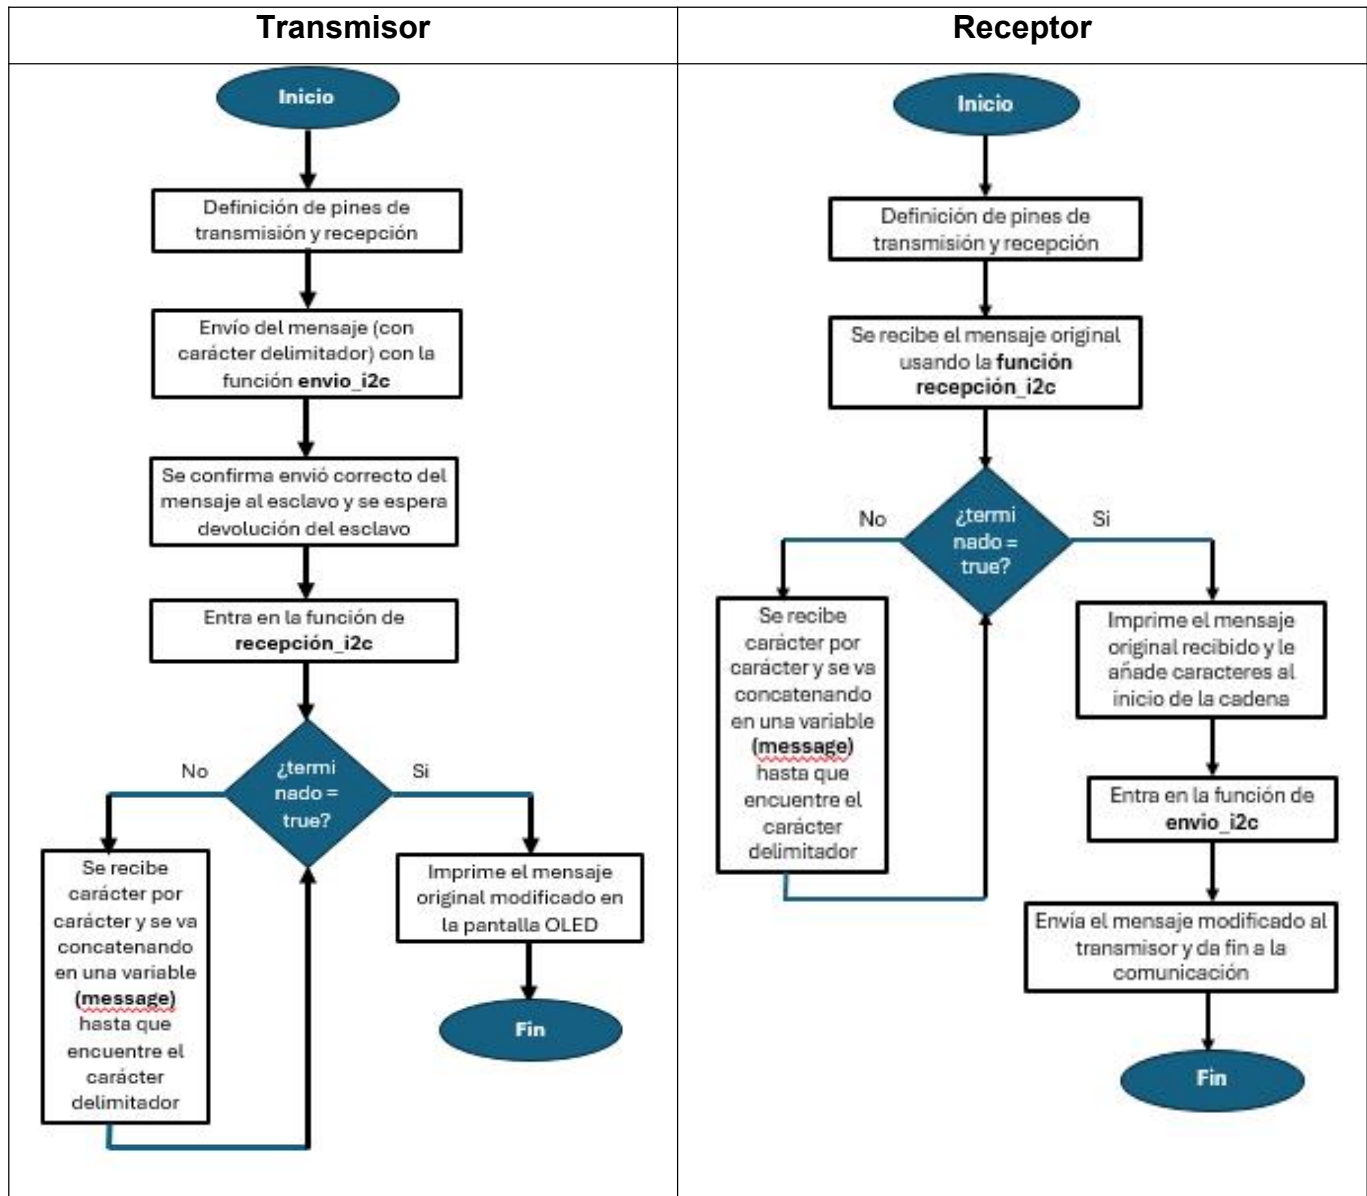 Transmisor
Inicio
Definición de pines de
transmisión y recepción
Envío del mensaje (con
carácter delimitador) con la
función envio_i2c
Se confirma envió correcto del
mensaje al esclavo y se espera
devolución del esclavo
Entra en la función de
recepción_i2c
¿termi
nado =
true?
No
Si
Se recibe
carácter por
carácter y se va
concatenando
en una variable
(message)
hasta que
encuentre el
carácter
delimitador
Imprime el mensaje
original modificado en
la pantalla OLED
Fin
Receptor
Inicio
Definición de pines de
transmisión y recepción
Se recibe el mensaje original
usando la función
recepción_i2c
¿termi
nado =
true?
No
Si
Se recibe
carácter por
carácter y se va
concatenando
en una variable
(message)
hasta que
encuentre el
carácter
delimitador
Imprime el mensaje
original recibido y le
añade caracteres al
inicio de la cadena
Entra en la función de
envio_i2c
Envía el mensaje modificado al
transmisor y da fin a la
comunicación
Fin